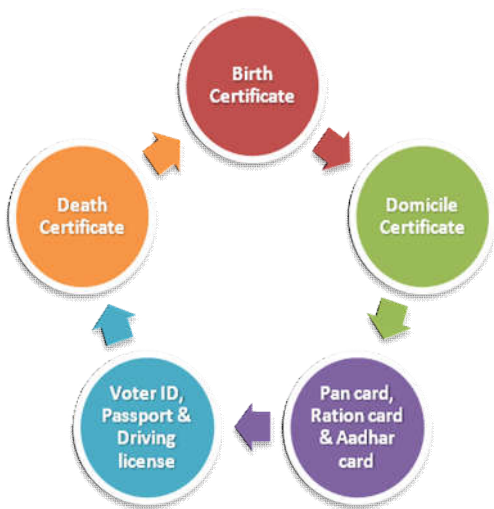 Birth
Certificate
Domicile
Certificate
Pan card,
Ration card
& Aadhar
card
Voter ID,
Passport &
Driving
license
Death
Certificate